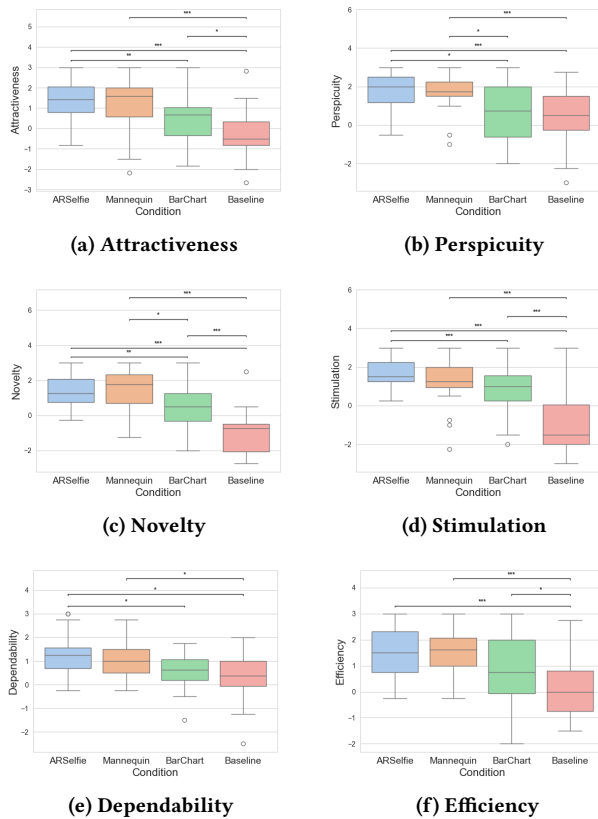 ***
*
***
**
5
4
3
2
1
0
−1
−2
−3
Attractiveness
ARSelfie Mannequin BarChart Baseline
Condition
(a) Attractiveness
***
*
***
*
6
4
2
0
−2
Perspicuity
ARSelfie Mannequin BarChart Baseline
Condition
(b) Perspicuity
***
*
***
***
**
6
4
2
0
−2
Novelty
ARSelfie Mannequin BarChart Baseline
Condition
(c) Novelty
***
***
***
***
6
4
2
0
−2
Stimulation
ARSelfie Mannequin BarChart Baseline
Condition
(d) Stimulation
*
*
*
5
4
3
2
1
0
−1
−2
Dependability
ARSelfie Mannequin BarChart Baseline
Condition
(e) Dependability
***
*
***
5
4
3
2
1
0
−1
−2
Efficiency
ARSelfie Mannequin BarChart Baseline
Condition
(f) Efficiency